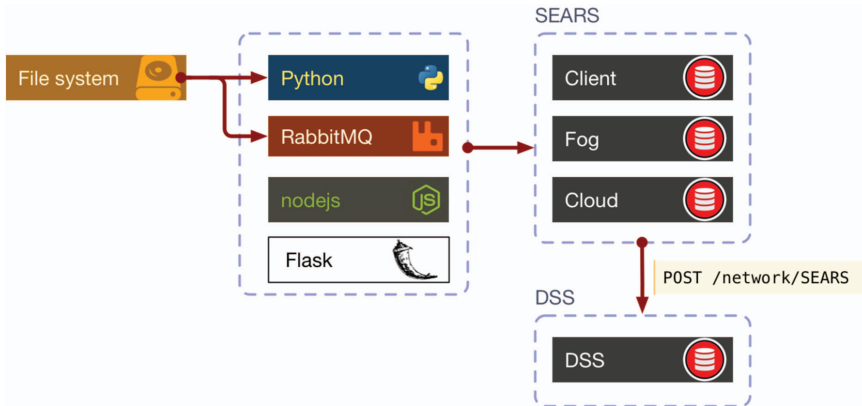 SEARS
File system
Python
Client
RabbitMQ
Fog
nodejs
JS
Cloud
Flask
POST /network/SEARS
DSS
DSS